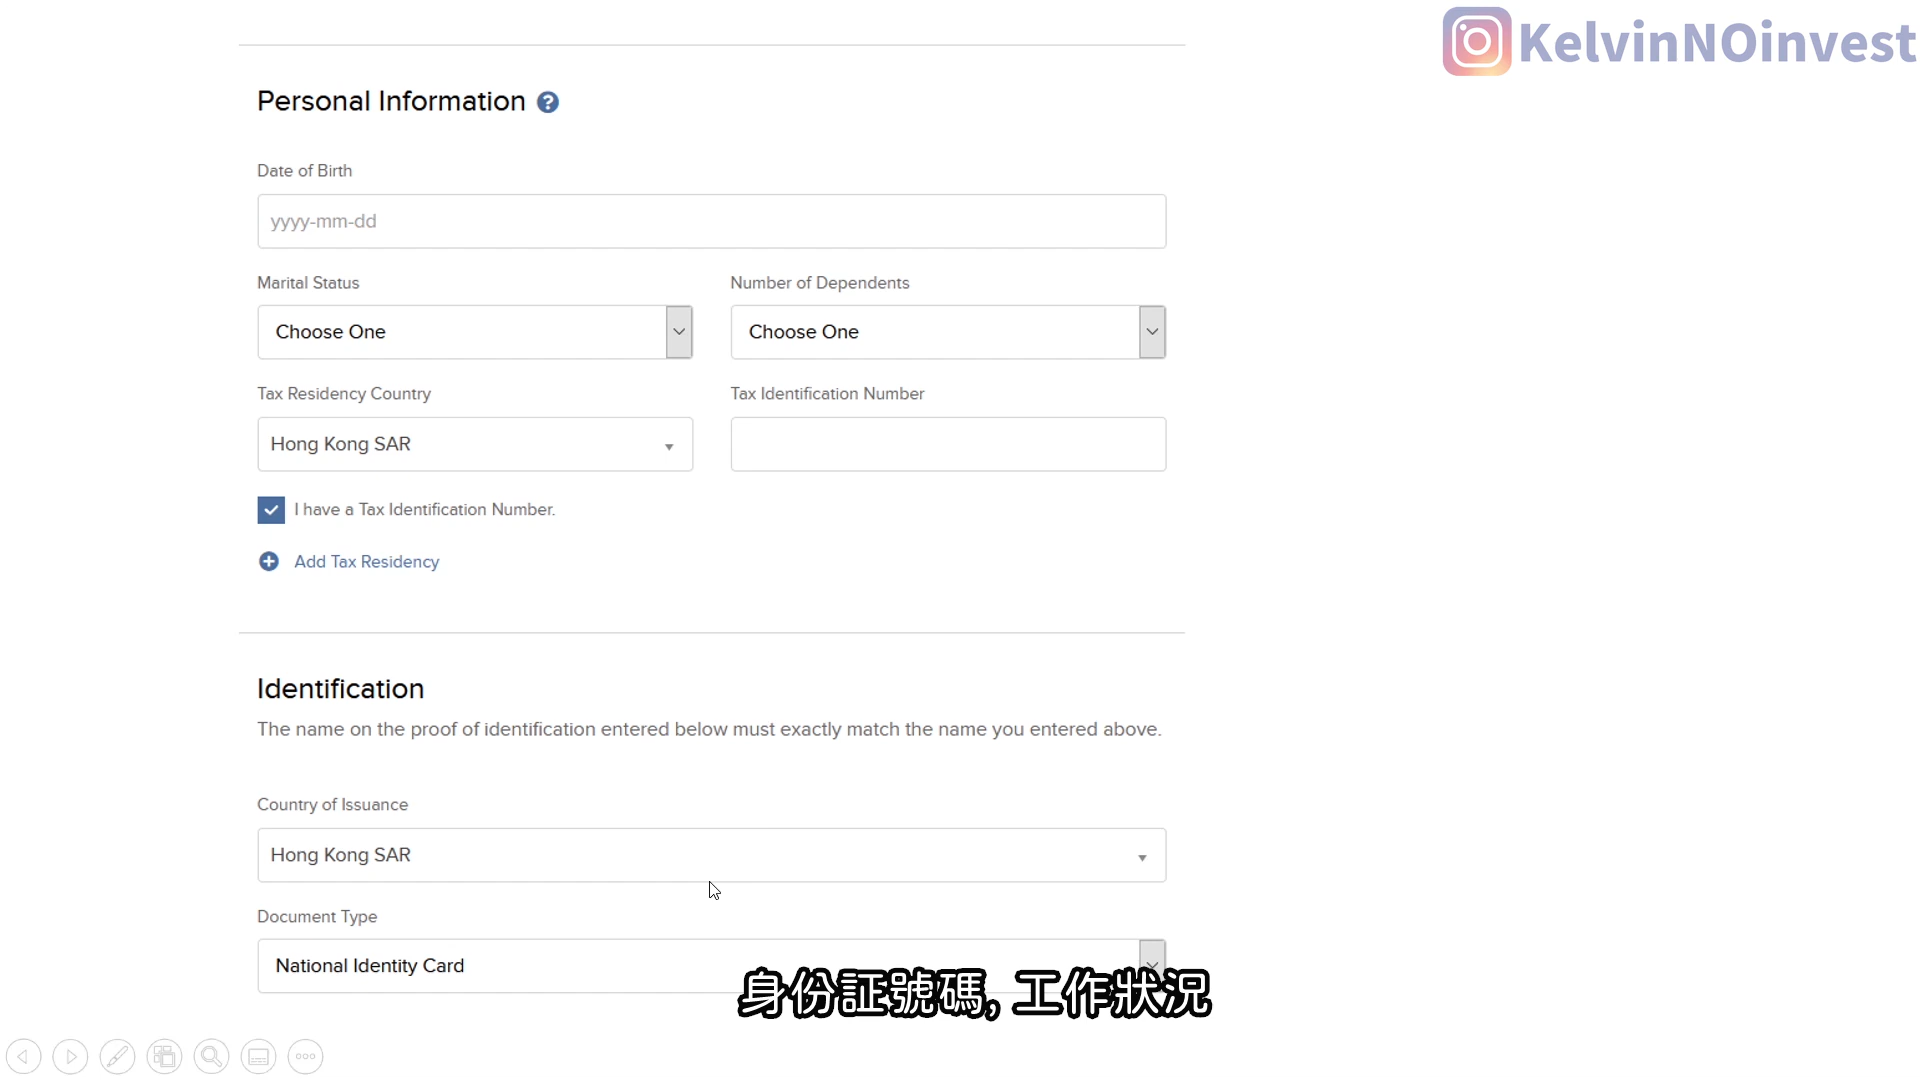 KelvinNOinvest
Personal Information
Date of Birth
yyyy-mm-dd
Marital Status
Number of Dependents
Choose One
Choose One
Tax Residency Country
Tax Identification Number
Hong Kong SAR
I have a Tax Identification Number.
Add Tax Residency
Identification
The name on the proof of identification entered below must exactly match the name you entered above.
Country of Issuance
Hong Kong SAR
Document Type
National Identity Card
身份証號碼, 工作狀況